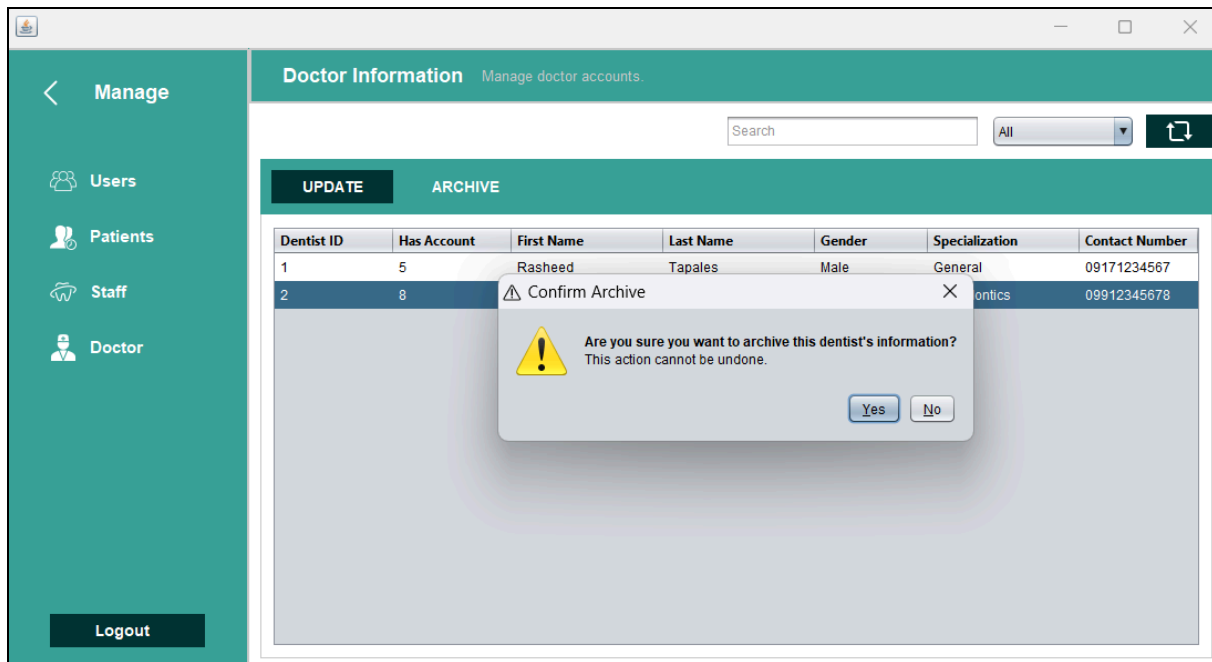 Manage
Users
Patients
Staff
Doctor
Logout
Doctor Information Manage doctor accounts.
Search All
UPDATE ARCHIVE
Dentist ID Has Account First Name Last Name Gender Specialization Contact Number
1 5 Rasheed Tapales Male General 09171234567
2 8 ontics 09912345678
Confirm Archive
Are you sure you want to archive this dentist's information?
This action cannot be undone.
Yes No